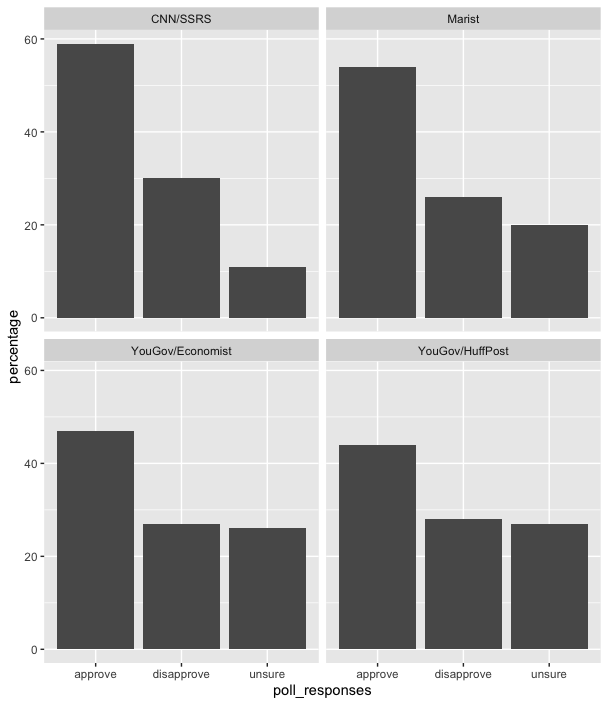 CNN/SSRS
Marist
60
40
20
0
YouGov/Economist
YouGov/HuffPost
60
40
20
0
percentage
approve disapprove unsure
approve disapprove unsure
poll_responses